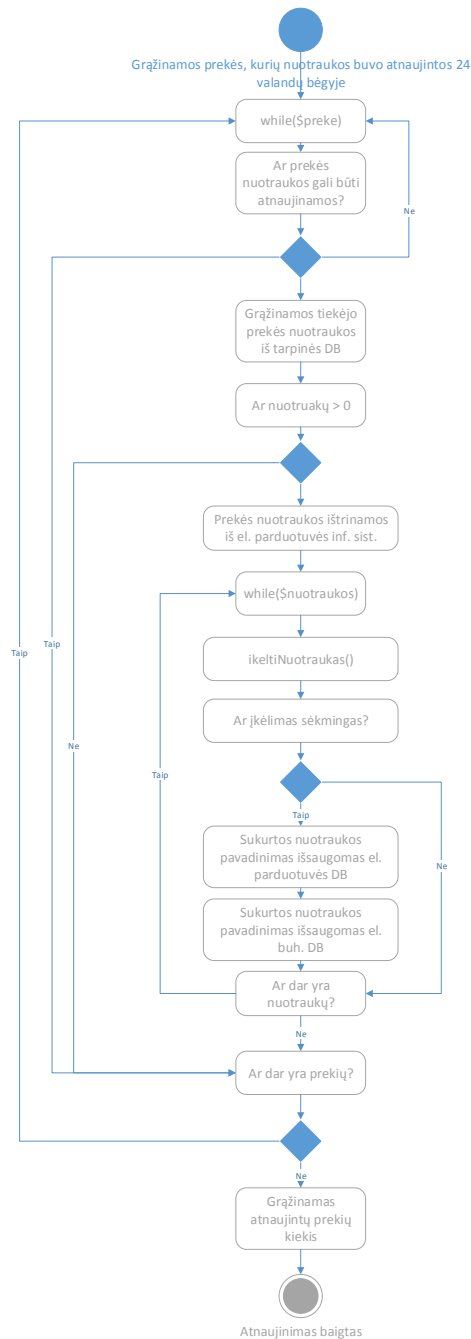 Grąžinamos prekės, kurių nuotraukos buvo atnaujintos 24
valandų bėgyje
while($preke)
Ar prekės
nuotraukos gali būti
atnaujinamos?
Ne
Grąžinamos tiekėjo
prekės nuotraukos
iš tarpinės DB
Ar nuotruakų > 0
Prekės nuotraukos ištrinamos
iš el. parduotuvės inf. sist.
while($nuotraukos)
Taip
Taip
ikeltiNuotraukas()
Ar įkėlimas sėkmingas?
Ne
Taip
Taip
Sukurtos nuotraukos
pavadinimas išsaugomas el.
parduotuvės DB
Ne
Sukurtos nuotraukos
pavadinimas išsaugomas el.
buh. DB
Ar dar yra
nuotraukų?
Ne
Ar dar yra prekių?
Ne
Grąžinamas
atnaujintų prekių
kiekis
Atnaujinimas baigtas